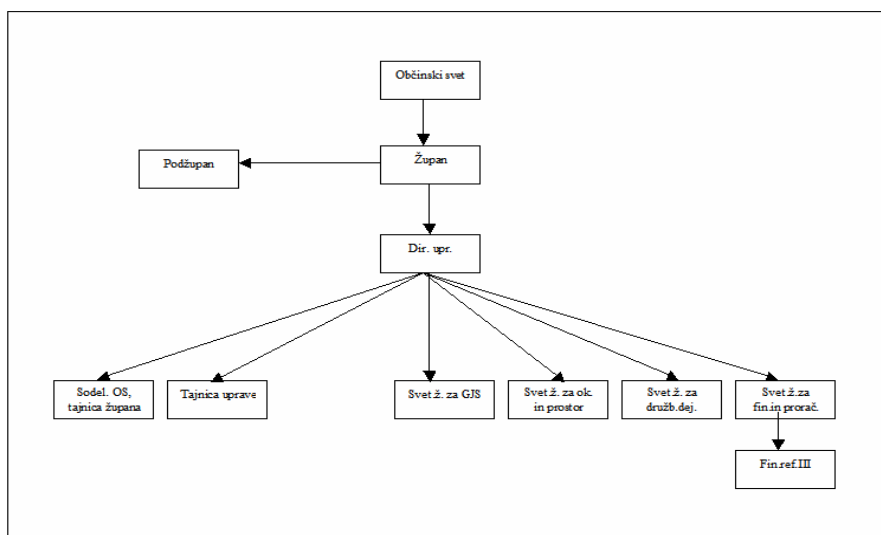 Občinski svet
Podžupan
Župan
Dir. upr.
Sodel. OS,
tajnica župana
Tajnica uprave
Svet.ž. za GJS
Svet.ž. za ok.
in prostor
Svet.ž. za
družb.dej.
Svet.ž.za
fin.in prorač.
Fin.ref.III